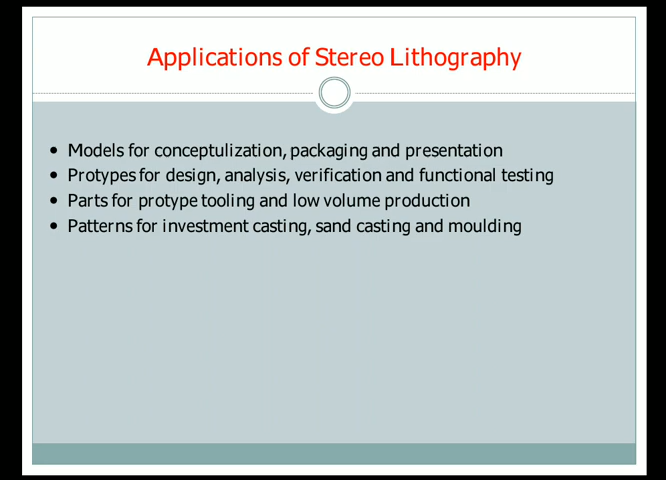 Applications of Stereo Lithography
• Models for conceptulization, packaging and presentation
• Protypes for design, analysis, verification and functional testing
• Parts for protype tooling and low volume production
• Patterns for investment casting, sand casting and moulding